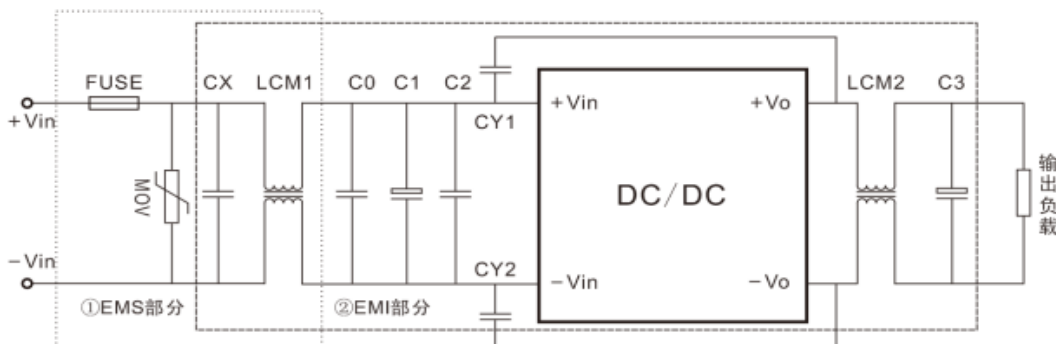 FUSE
CX
LCM1
C0
C1
C2
CY1
+Vin
+Vo
LCM2
C3
+Vin
MOV
DC/DC
输出负载
-Vin
CY2
-Vin
-Vo
①EMS部分
②EMI部分